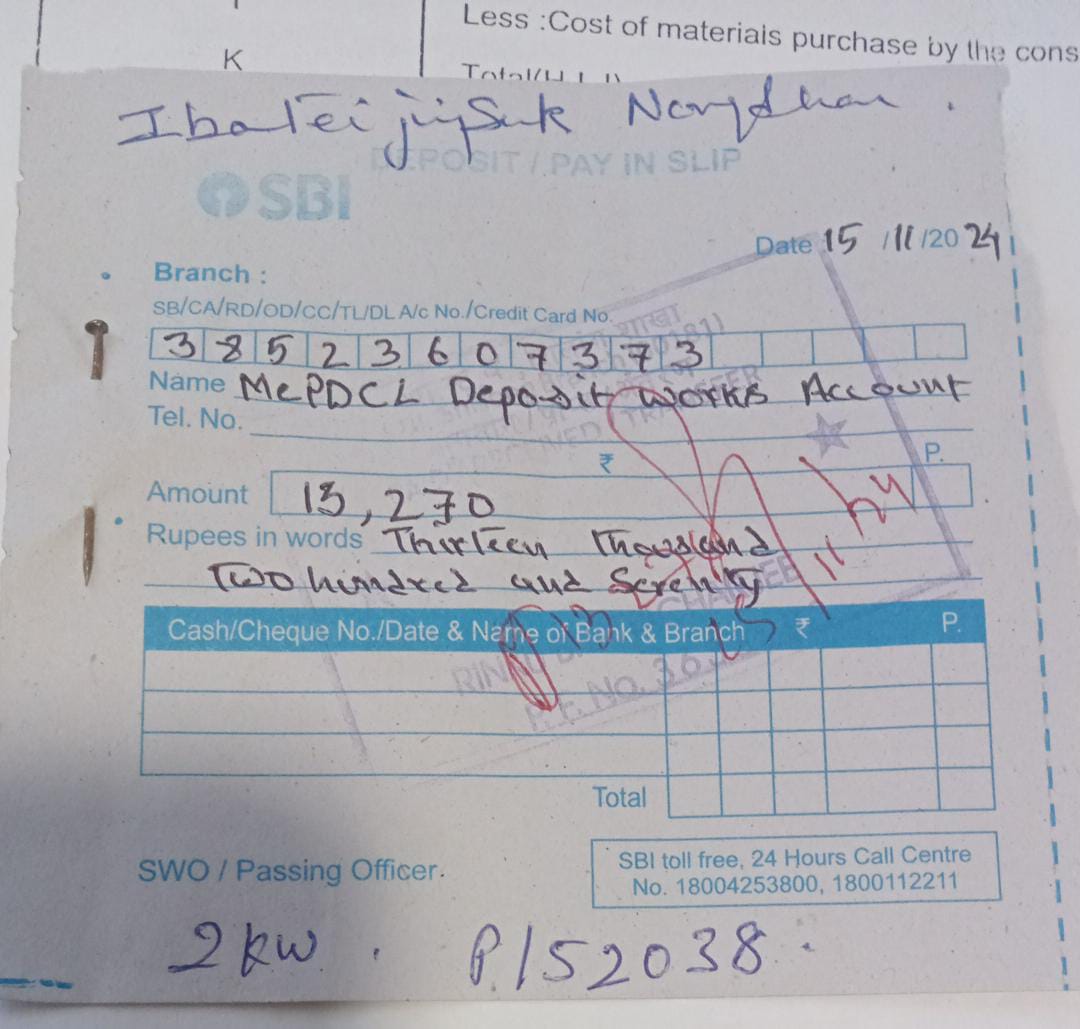 Less :Cost of materials purchase by the cons
K
Total(H.I.J)
DEPOSIT / PAY IN SLIP
SBI
Date 15 /11/2024
Branch :
SB/CA/RD/OD/CC/TL/DL A/c No./Credit Card No.
38523607373
Name MePDCL Deposit works Account
Tel. No.
₹ P.
Amount 13,270
Rupees in words Thirteen Thousand
Two hundred and Seventy
Cash/Cheque No./Date & Name of Bank & Branch ₹ P.
Total
SWO / Passing Officer.
SBI toll free, 24 Hours Call Centre
No. 18004253800, 1800112211
2kw. P152038.